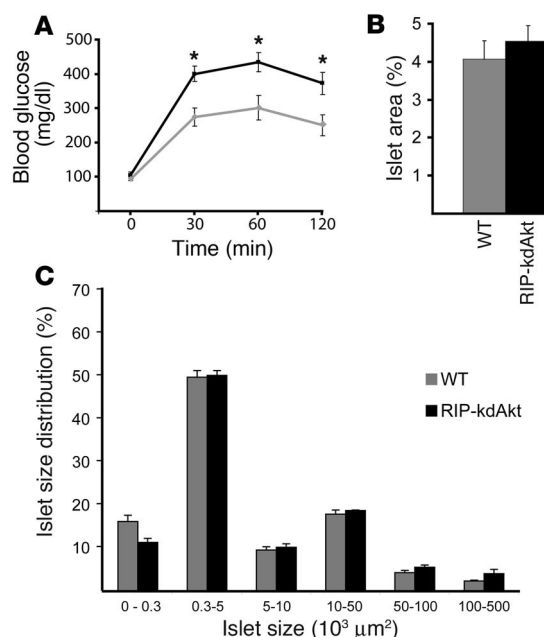 A
Blood glucose
(mg/dl)
500
400
300
200
100
* * *
0 30 60 120
Time (min)
B
Islet area (%)
5
4
3
2
1
WT
RIP-kdAkt
C
Islet size distribution (%)
70
60
50
40
30
20
10
WT
RIP-kdAkt
0 - 0.3 0.3-5 5-10 10-50 50-100 100-500
Islet size (10³ μm²)